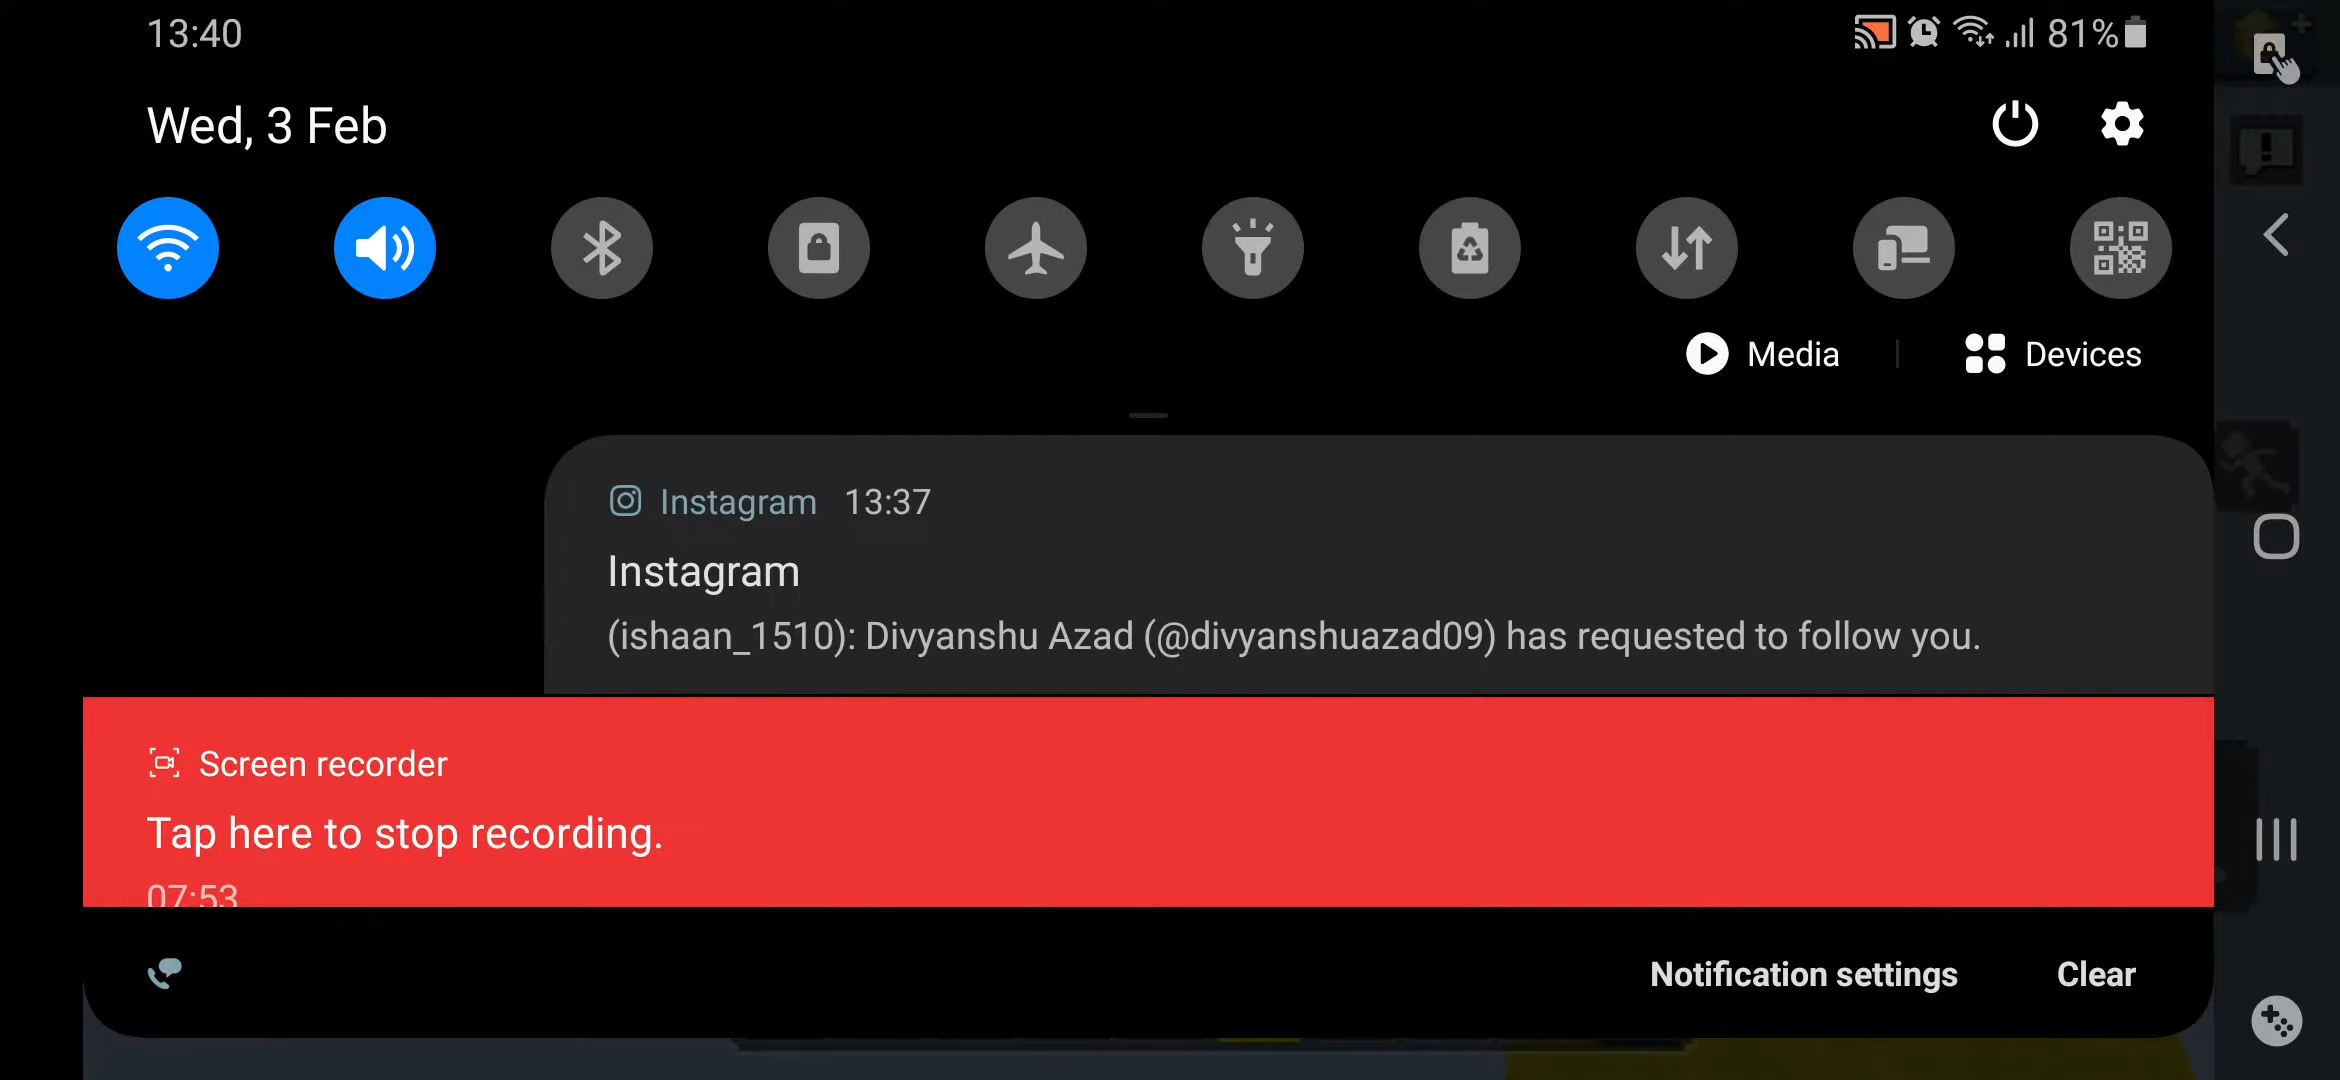 13:40
81%
Wed, 3 Feb
Media
Devices
Instagram 13:37
Instagram
(ishaan_1510): Divyanshu Azad (@divyanshuazad09) has requested to follow you.
Screen recorder
Tap here to stop recording.
07:53
Notification settings
Clear